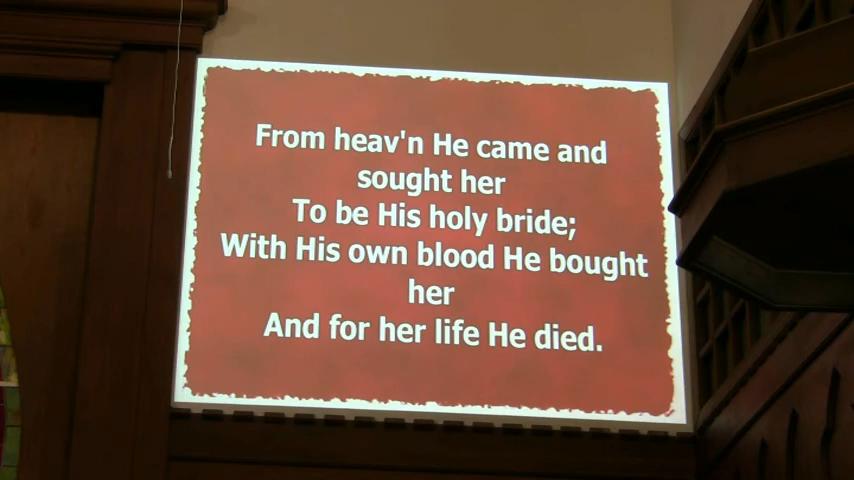 From heav'n He came and
sought her
To be His holy bride;
With His own blood He bought
her
And for her life He died.